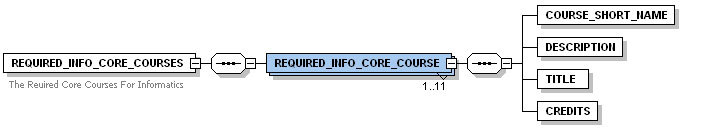 COURSE_SHORT_NAME
DESCRIPTION
REQUIRED_INFO_CORE_COURSES
REQUIRED_INFO_CORE_COURSE
The Reuired Core Courses For Informatics
1..11
TITLE
CREDITS